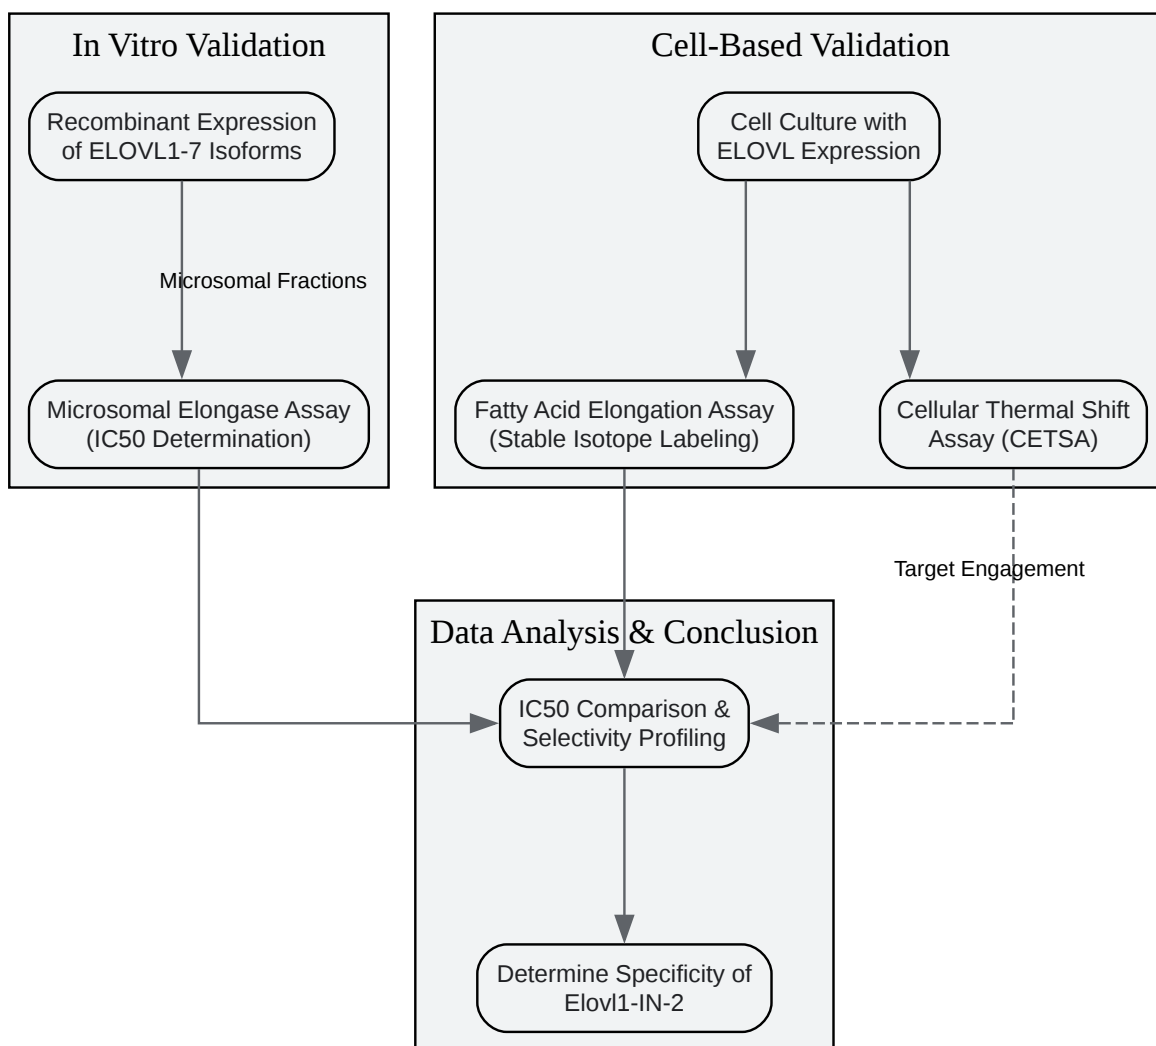 In Vitro Validation
Recombinant Expression
of ELOVL1-7 Isoforms
Microsomal Fractions
Microsomal Elongase Assay
(IC50 Determination)
Cell-Based Validation
Cell Culture with
ELOVL Expression
Fatty Acid Elongation Assay
(Stable Isotope Labeling)
Cellular Thermal Shift
Assay (CETSA)
Target Engagement
Data Analysis & Conclusion
IC50 Comparison &
Selectivity Profiling
Determine Specificity of
Elovl1-IN-2